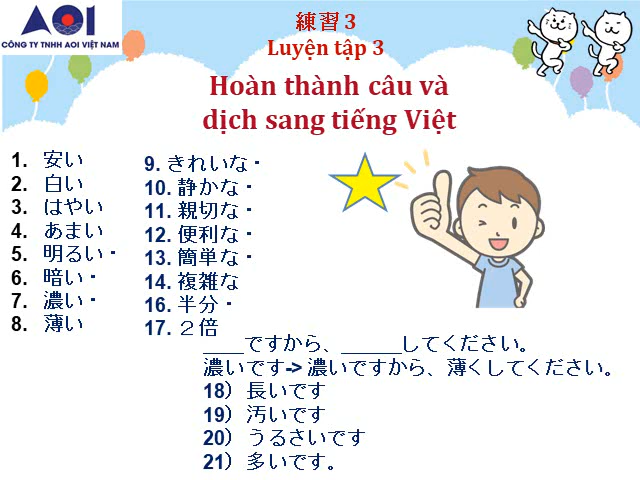 AOI
CÔNG TY TNHH AOI VIỆT NAM
練習３
Luyện tập 3
Hoàn thành câu và
dịch sang tiếng Việt
1. 安い
2. 白い
3. はやい
4. あまい
5. 明るい・
6. 暗い・
7. 濃い・
8. 薄い
9. きれいな・
10. 静かな・
11. 親切な・
12. 便利な・
13. 簡単な・
14. 複雑な
16. 半分・
17. ２倍
____ですから、______してください。
濃いです-> 濃いですから、薄くしてください。
18）長いです
19）汚いです
20）うるさいです
21）多いです。